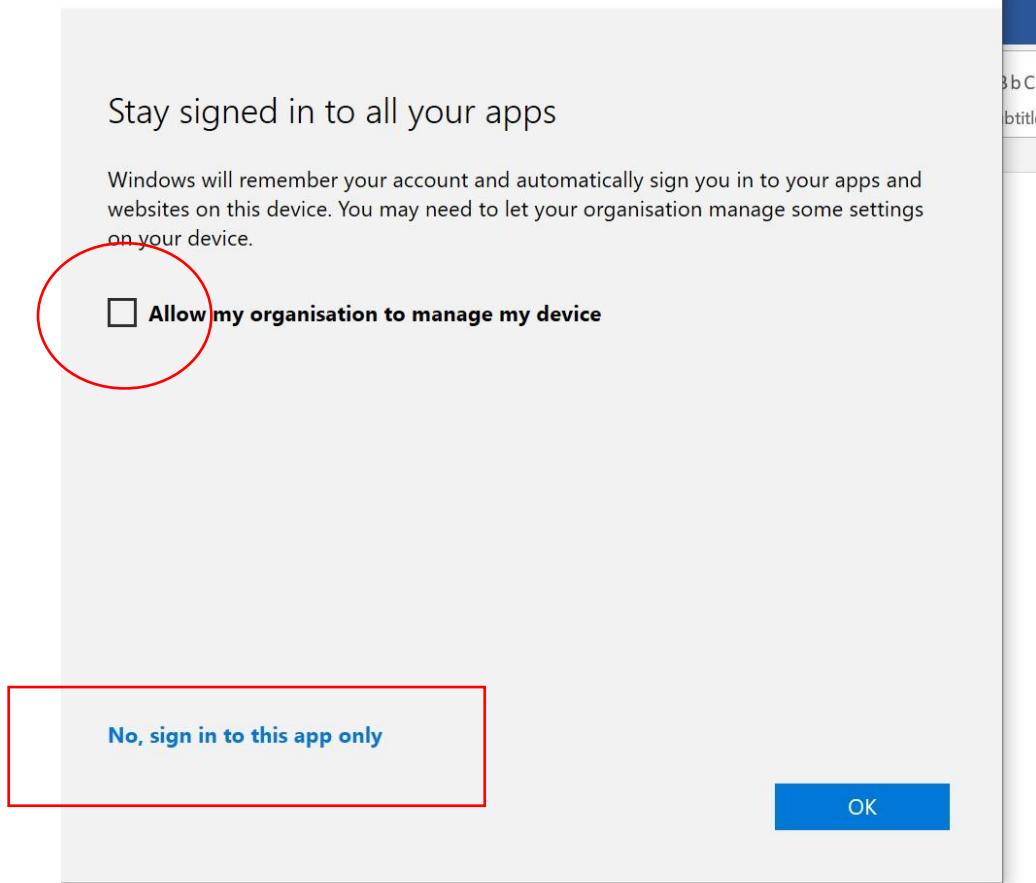 Stay signed in to all your apps
Windows will remember your account and automatically sign you in to your apps and
websites on this device. You may need to let your organisation manage some settings
on your device.
Allow my organisation to manage my device
No, sign in to this app only
OK